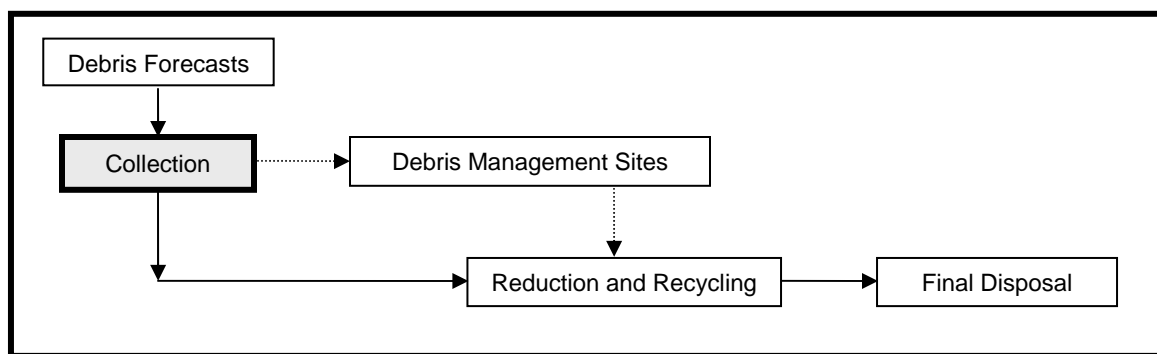 Debris Forecasts
Collection
Debris Management Sites
Reduction and Recycling
Final Disposal